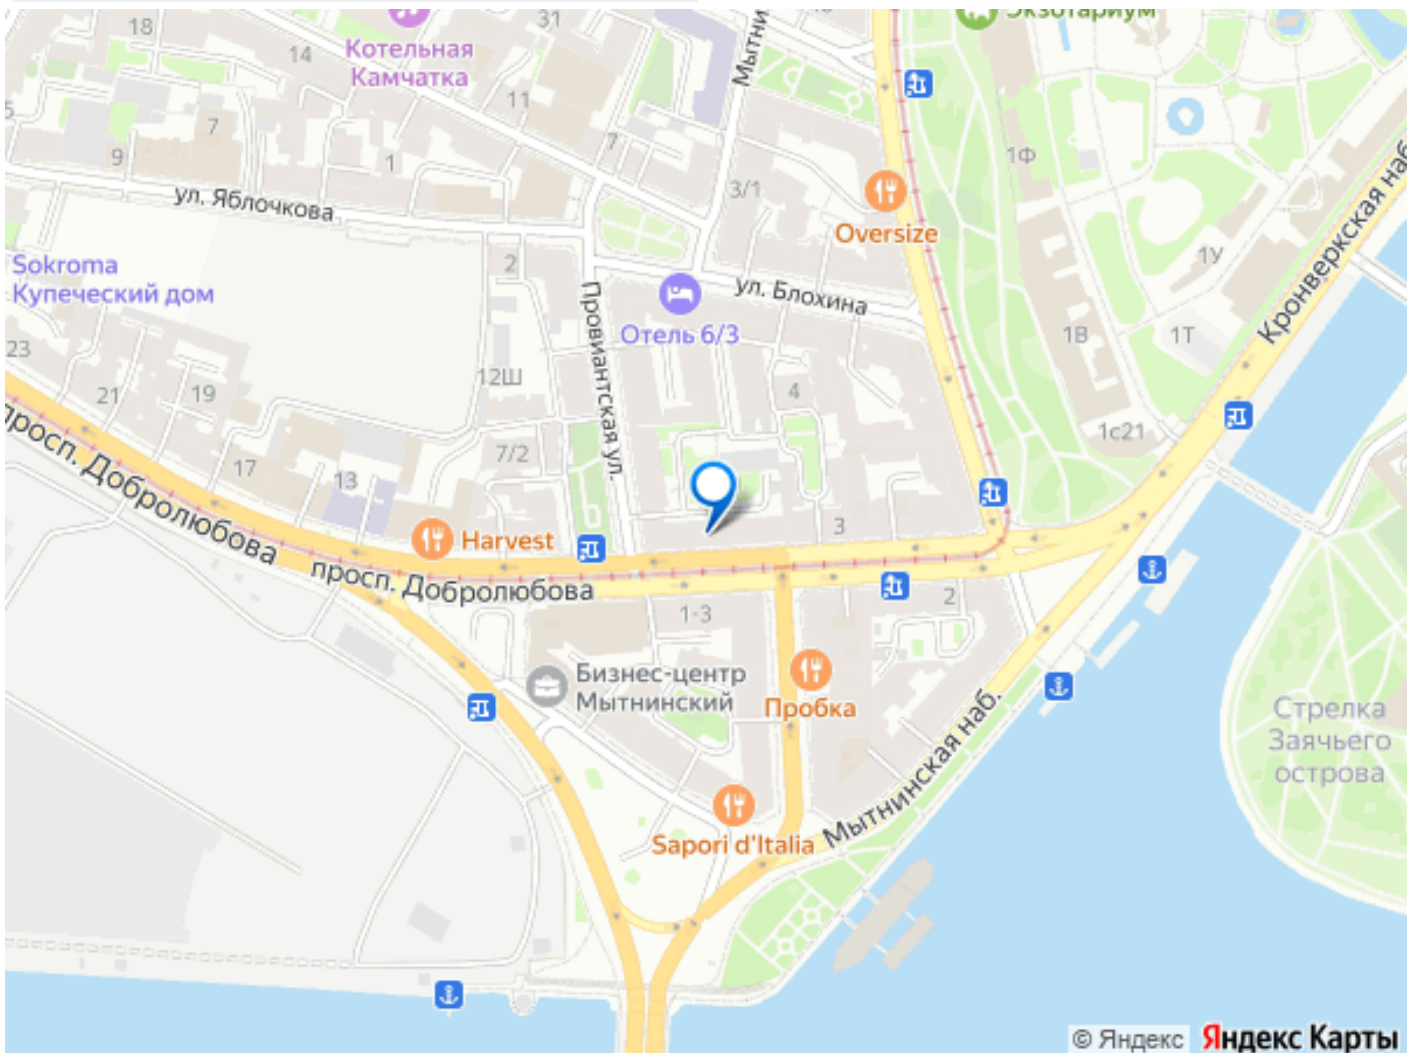 18
31
14
Котельная
Камчатка
11
7
9
1
7
Экзотариум
1Ф
3/1
Oversize
ул. Яблочкова
Sokroma
Купеческий дом
2
ул. Блохина
Отель 6/3
Провиантская ул.
1У
1В
1Т
Кронверкская наб.
23
21
19
12Ш
4
1с21
17
13
7/2
просп. Добролюбова
Harvest
3
просп. Добролюбова
1-3
2
Бизнес-центр
Мытнинский
Пробка
Мытнинская наб.
Стрелка
Заячьего
острова
Sapori d'Italia
© Яндекс Яндекс Карты